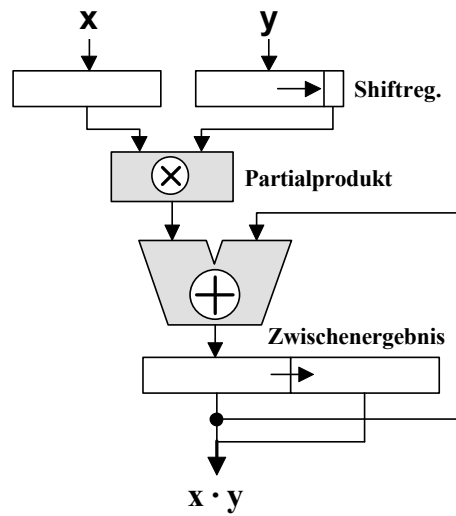 x y
Shiftreg.
Partialprodukt
Zwischenergebnis
x · y